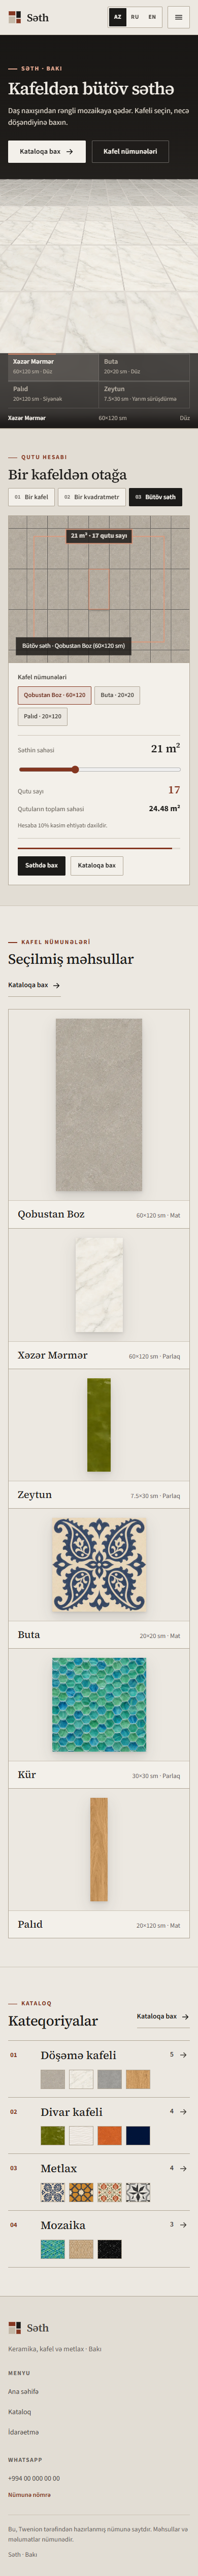 Səth
AZ RU EN
SƏTH · BAKI
Kafeldən bütöv səthə
Daş naxışından rəngli mozaikaya qədər. Kafeli seçin, necə
döşəndiyinə baxın.
Kataloqa bax →
Kafel nümunələri
Xəzər Mərmər
60×120 sm · Düz
Buta
20×20 sm · Düz
Palıd
20×120 sm · Siyənək
Zeytun
7.5×30 sm · Yarım sürüşdürmə
Xəzər Mərmər 60×120 sm Düz
QUTU HESABI
Bir kafeldən otağa
01 Bir kafel
02 Bir kvadratmetr
03 Bütöv səth
21 m² · 17 qutu sayı
Bütöv səth · Qobustan Boz (60×120 sm)
Kafel nümunələri
Qobustan Boz · 60×120
Buta · 20×20
Palıd · 20×120
Səthin sahəsi 21 m²
Qutu sayı 17
Qutuların toplam sahəsi 24.48 m²
Hesaba 10% kəsim ehtiyatı daxildir.
Səthdə bax
Kataloqa bax
KAFEL NÜMUNƏLƏRİ
Seçilmiş məhsullar
Kataloqa bax →
Qobustan Boz 60×120 sm · Mat
Xəzər Mərmər 60×120 sm · Parlaq
Zeytun 7.5×30 sm · Parlaq
Buta 20×20 sm · Mat
Kür 30×30 sm · Parlaq
Palıd 20×120 sm · Mat
KATALOQ
Kateqoriyalar
Kataloqa bax →
01 Döşəmə kafeli 5 →
02 Divar kafeli 4 →
03 Metlax 4 →
04 Mozaika 3 →
Səth
Keramika, kafel və metlax · Bakı
MENYU
Ana səhifə
Kataloq
İdarəetmə
WHATSAPP
+994 00 000 00 00
Nümunə nömrə
Bu, Twenion tərəfindən hazırlanmış nümunə saytdır. Məhsullar və
məlumatlar nümunədir.
Səth · Bakı